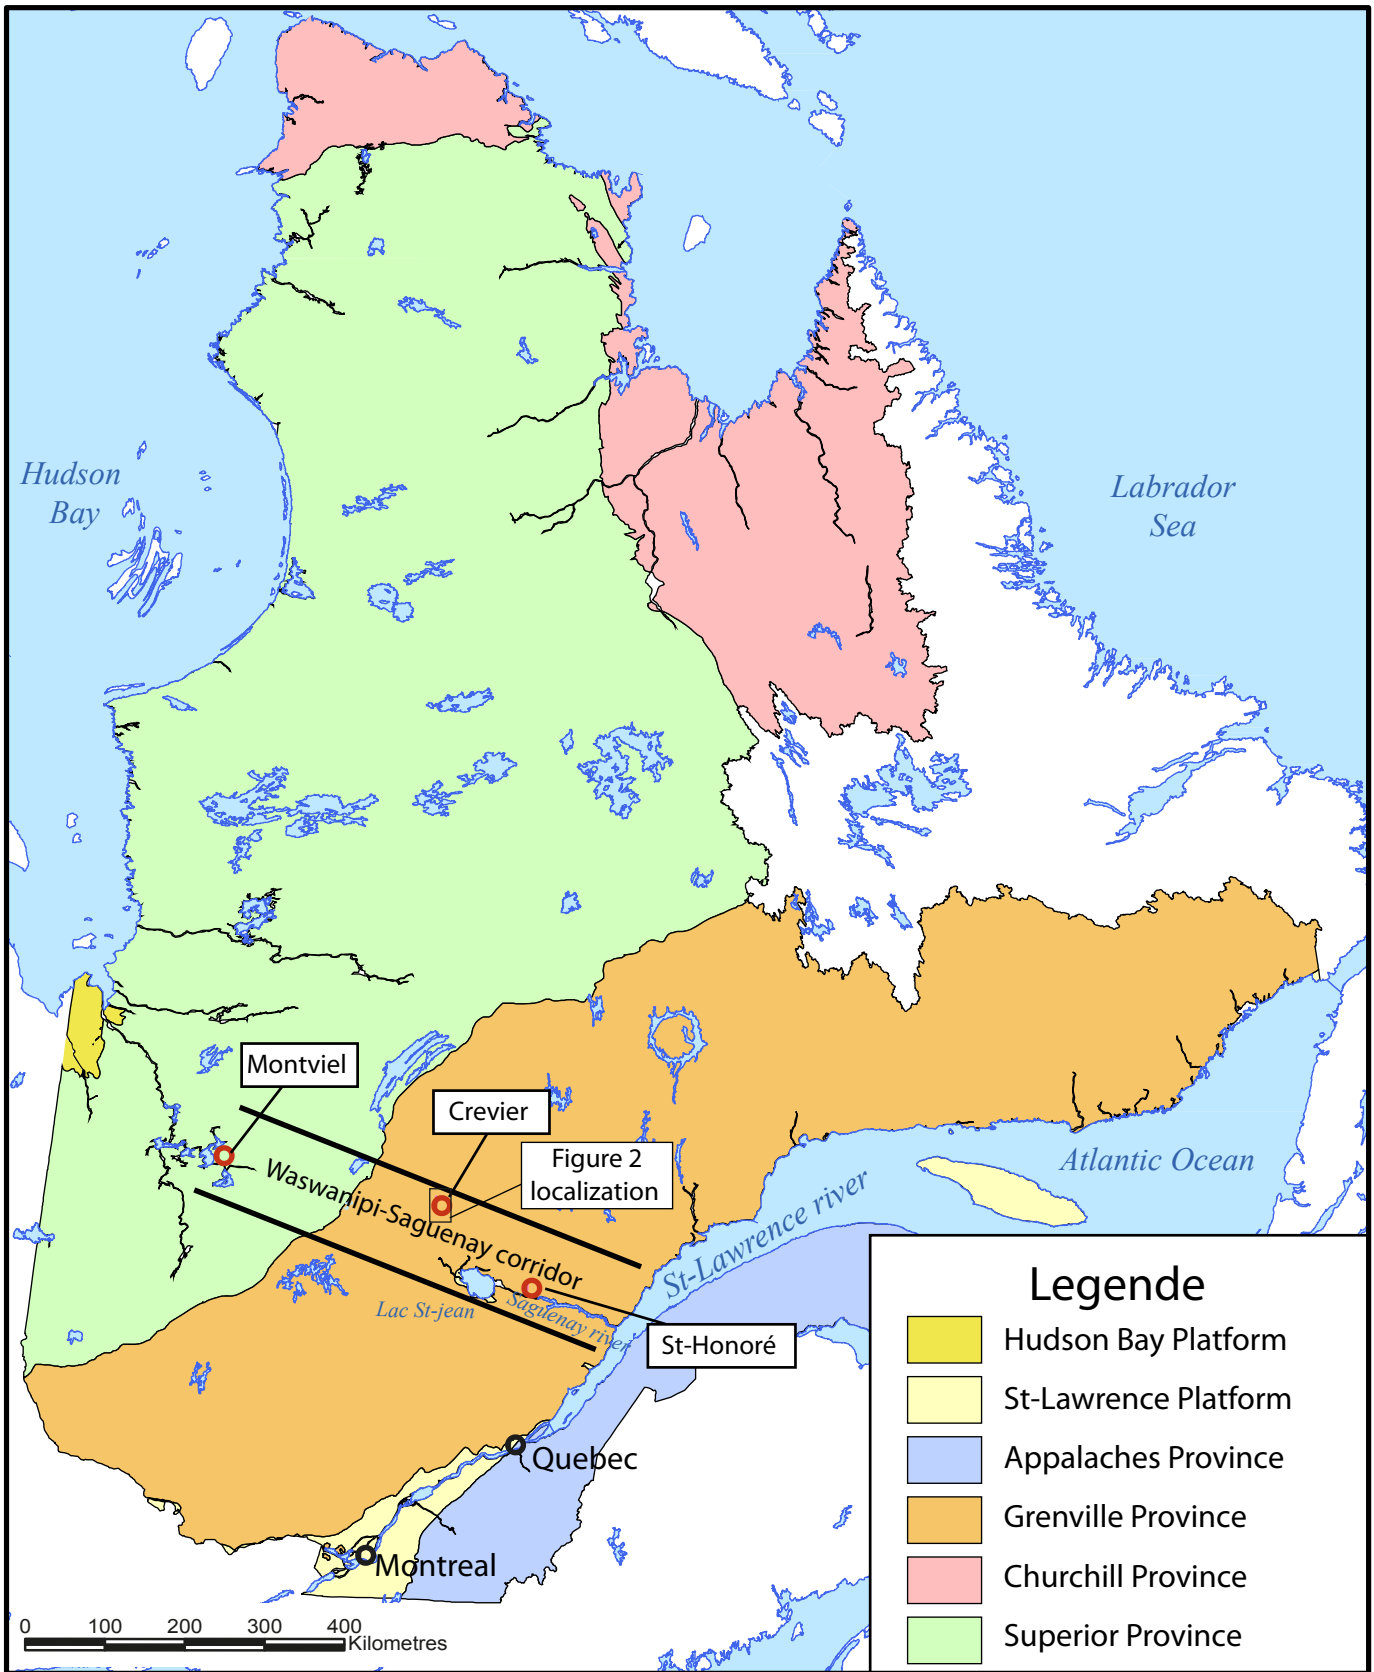 Hudson
Bay
Labrador
Sea
Montviel
Crevier
Figure 2
localization
Waswanipi-Saguenay corridor
Atlantic Ocean
St-Lawrence river
Lac St-jean
Saguenay river
St-Honoré
Quebec
Montreal
Legende
Hudson Bay Platform
St-Lawrence Platform
Appalaches Province
Grenville Province
Churchill Province
Superior Province
0 100 200 300 400
Kilometres